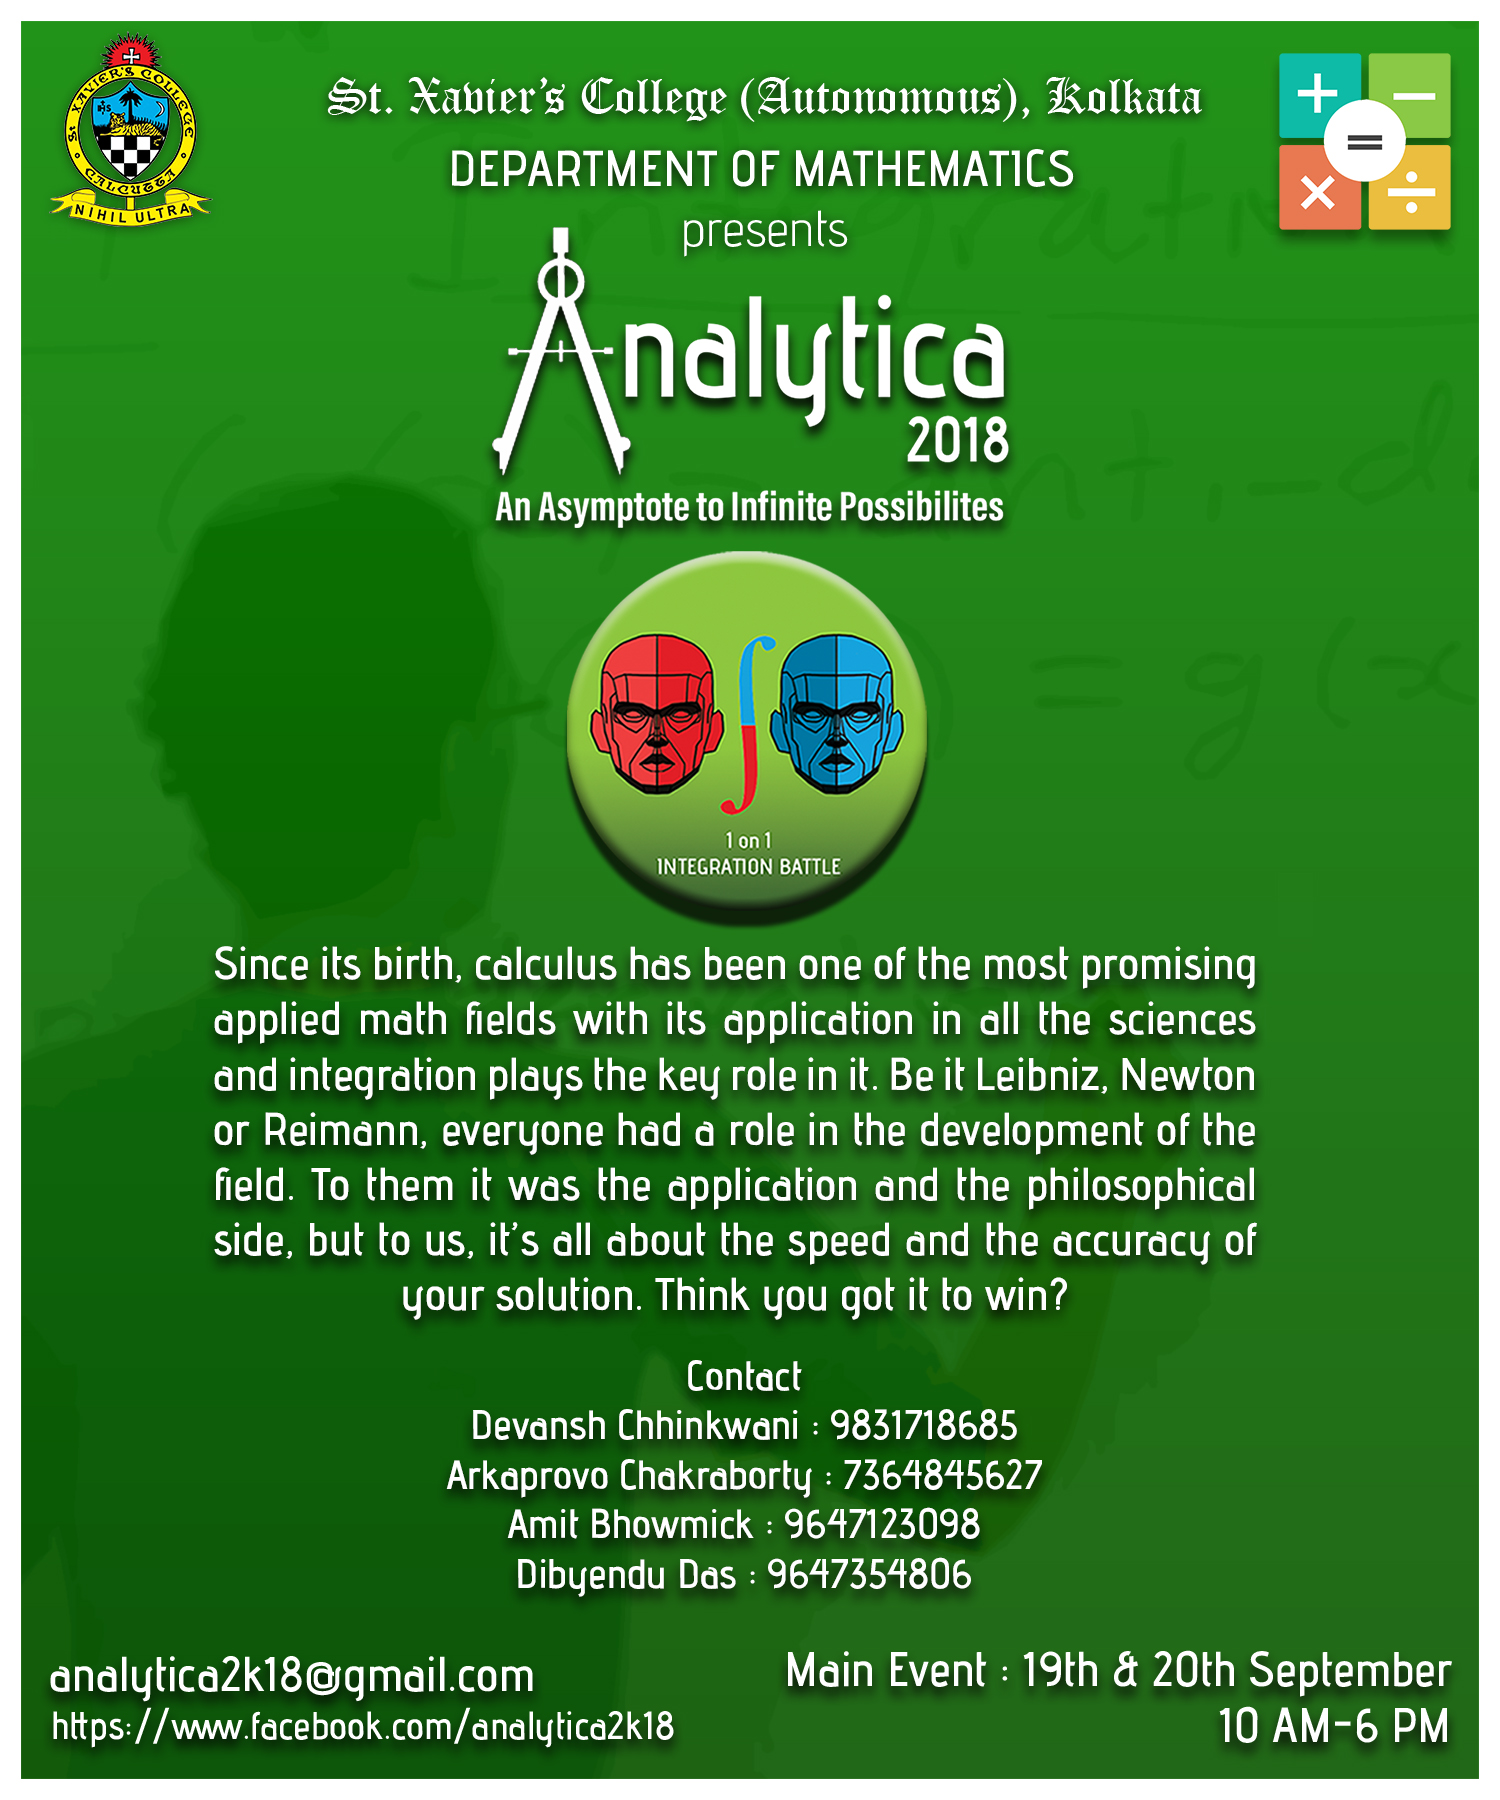 St. Xavier's College (Autonomous), Kolkata
DEPARTMENT OF MATHEMATICS
presents
Analytica
2018
An Asymptote to Infinite Possibilites
ST XAVIER'S COLLEGE
CALCUTTA
NIHIL ULTRA
+ −
=
× ÷
∫
1 on 1
INTEGRATION BATTLE
Since its birth, calculus has been one of the most promising
applied math fields with its application in all the sciences
and integration plays the key role in it. Be it Leibniz, Newton
or Reimann, everyone had a role in the development of the
field. To them it was the application and the philosophical
side, but to us, it's all about the speed and the accuracy of
your solution. Think you got it to win?
Contact
Devansh Chhinkwani : 9831718685
Arkaprovo Chakraborty : 7364845627
Amit Bhowmick : 9647123098
Dibyendu Das : 9647354806
analytica2k18@gmail.com
https://www.facebook.com/analytica2k18
Main Event : 19th & 20th September
10 AM-6 PM